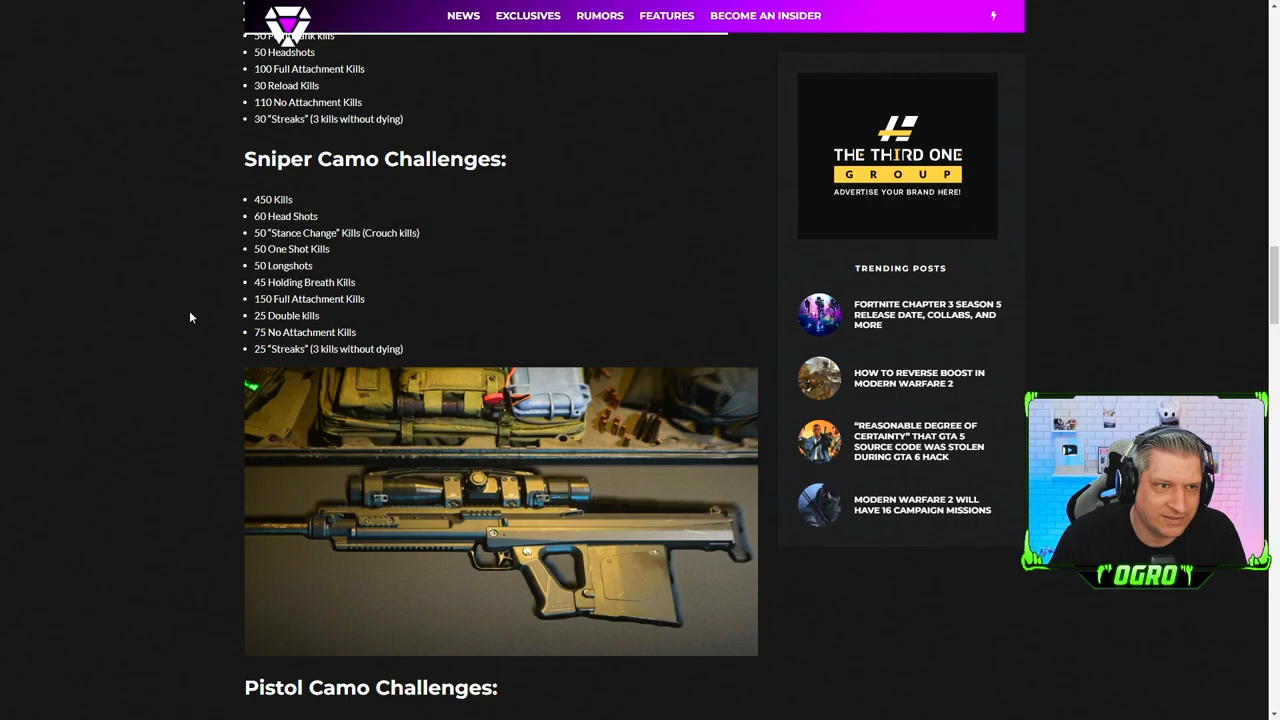 NEWS EXCLUSIVES RUMORS FEATURES BECOME AN INSIDER
50 Headshots
100 Full Attachment Kills
30 Reload Kills
110 No Attachment Kills
30 “Streaks” (3 kills without dying)
Sniper Camo Challenges:
450 Kills
60 Head Shots
50 “Stance Change” Kills (Crouch kills)
50 One Shot Kills
50 Longshots
45 Holding Breath Kills
150 Full Attachment Kills
25 Double kills
75 No Attachment Kills
25 “Streaks” (3 kills without dying)
Pistol Camo Challenges:
THE THIRD ONE
GROUP
ADVERTISE YOUR BRAND HERE!
TRENDING POSTS
FORTNITE CHAPTER 3 SEASON 5
RELEASE DATE, COLLABS, AND
MORE
HOW TO REVERSE BOOST IN
MODERN WARFARE 2
“REASONABLE DEGREE OF
CERTAINTY” THAT GTA 5
SOURCE CODE WAS STOLEN
DURING GTA 6 HACK
MODERN WARFARE 2 WILL
HAVE 16 CAMPAIGN MISSIONS
OGRO